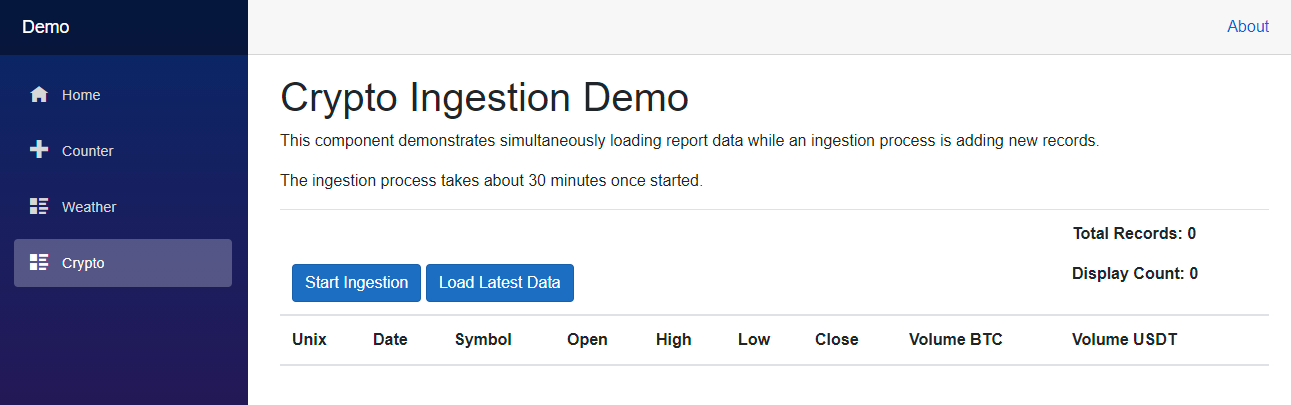 Demo
About
Home
Counter
Weather
Crypto
Crypto Ingestion Demo
This component demonstrates simultaneously loading report data while an ingestion process is adding new records.
The ingestion process takes about 30 minutes once started.
Total Records: 0
Start Ingestion Load Latest Data Display Count: 0
Unix Date Symbol Open High Low Close Volume BTC Volume USDT